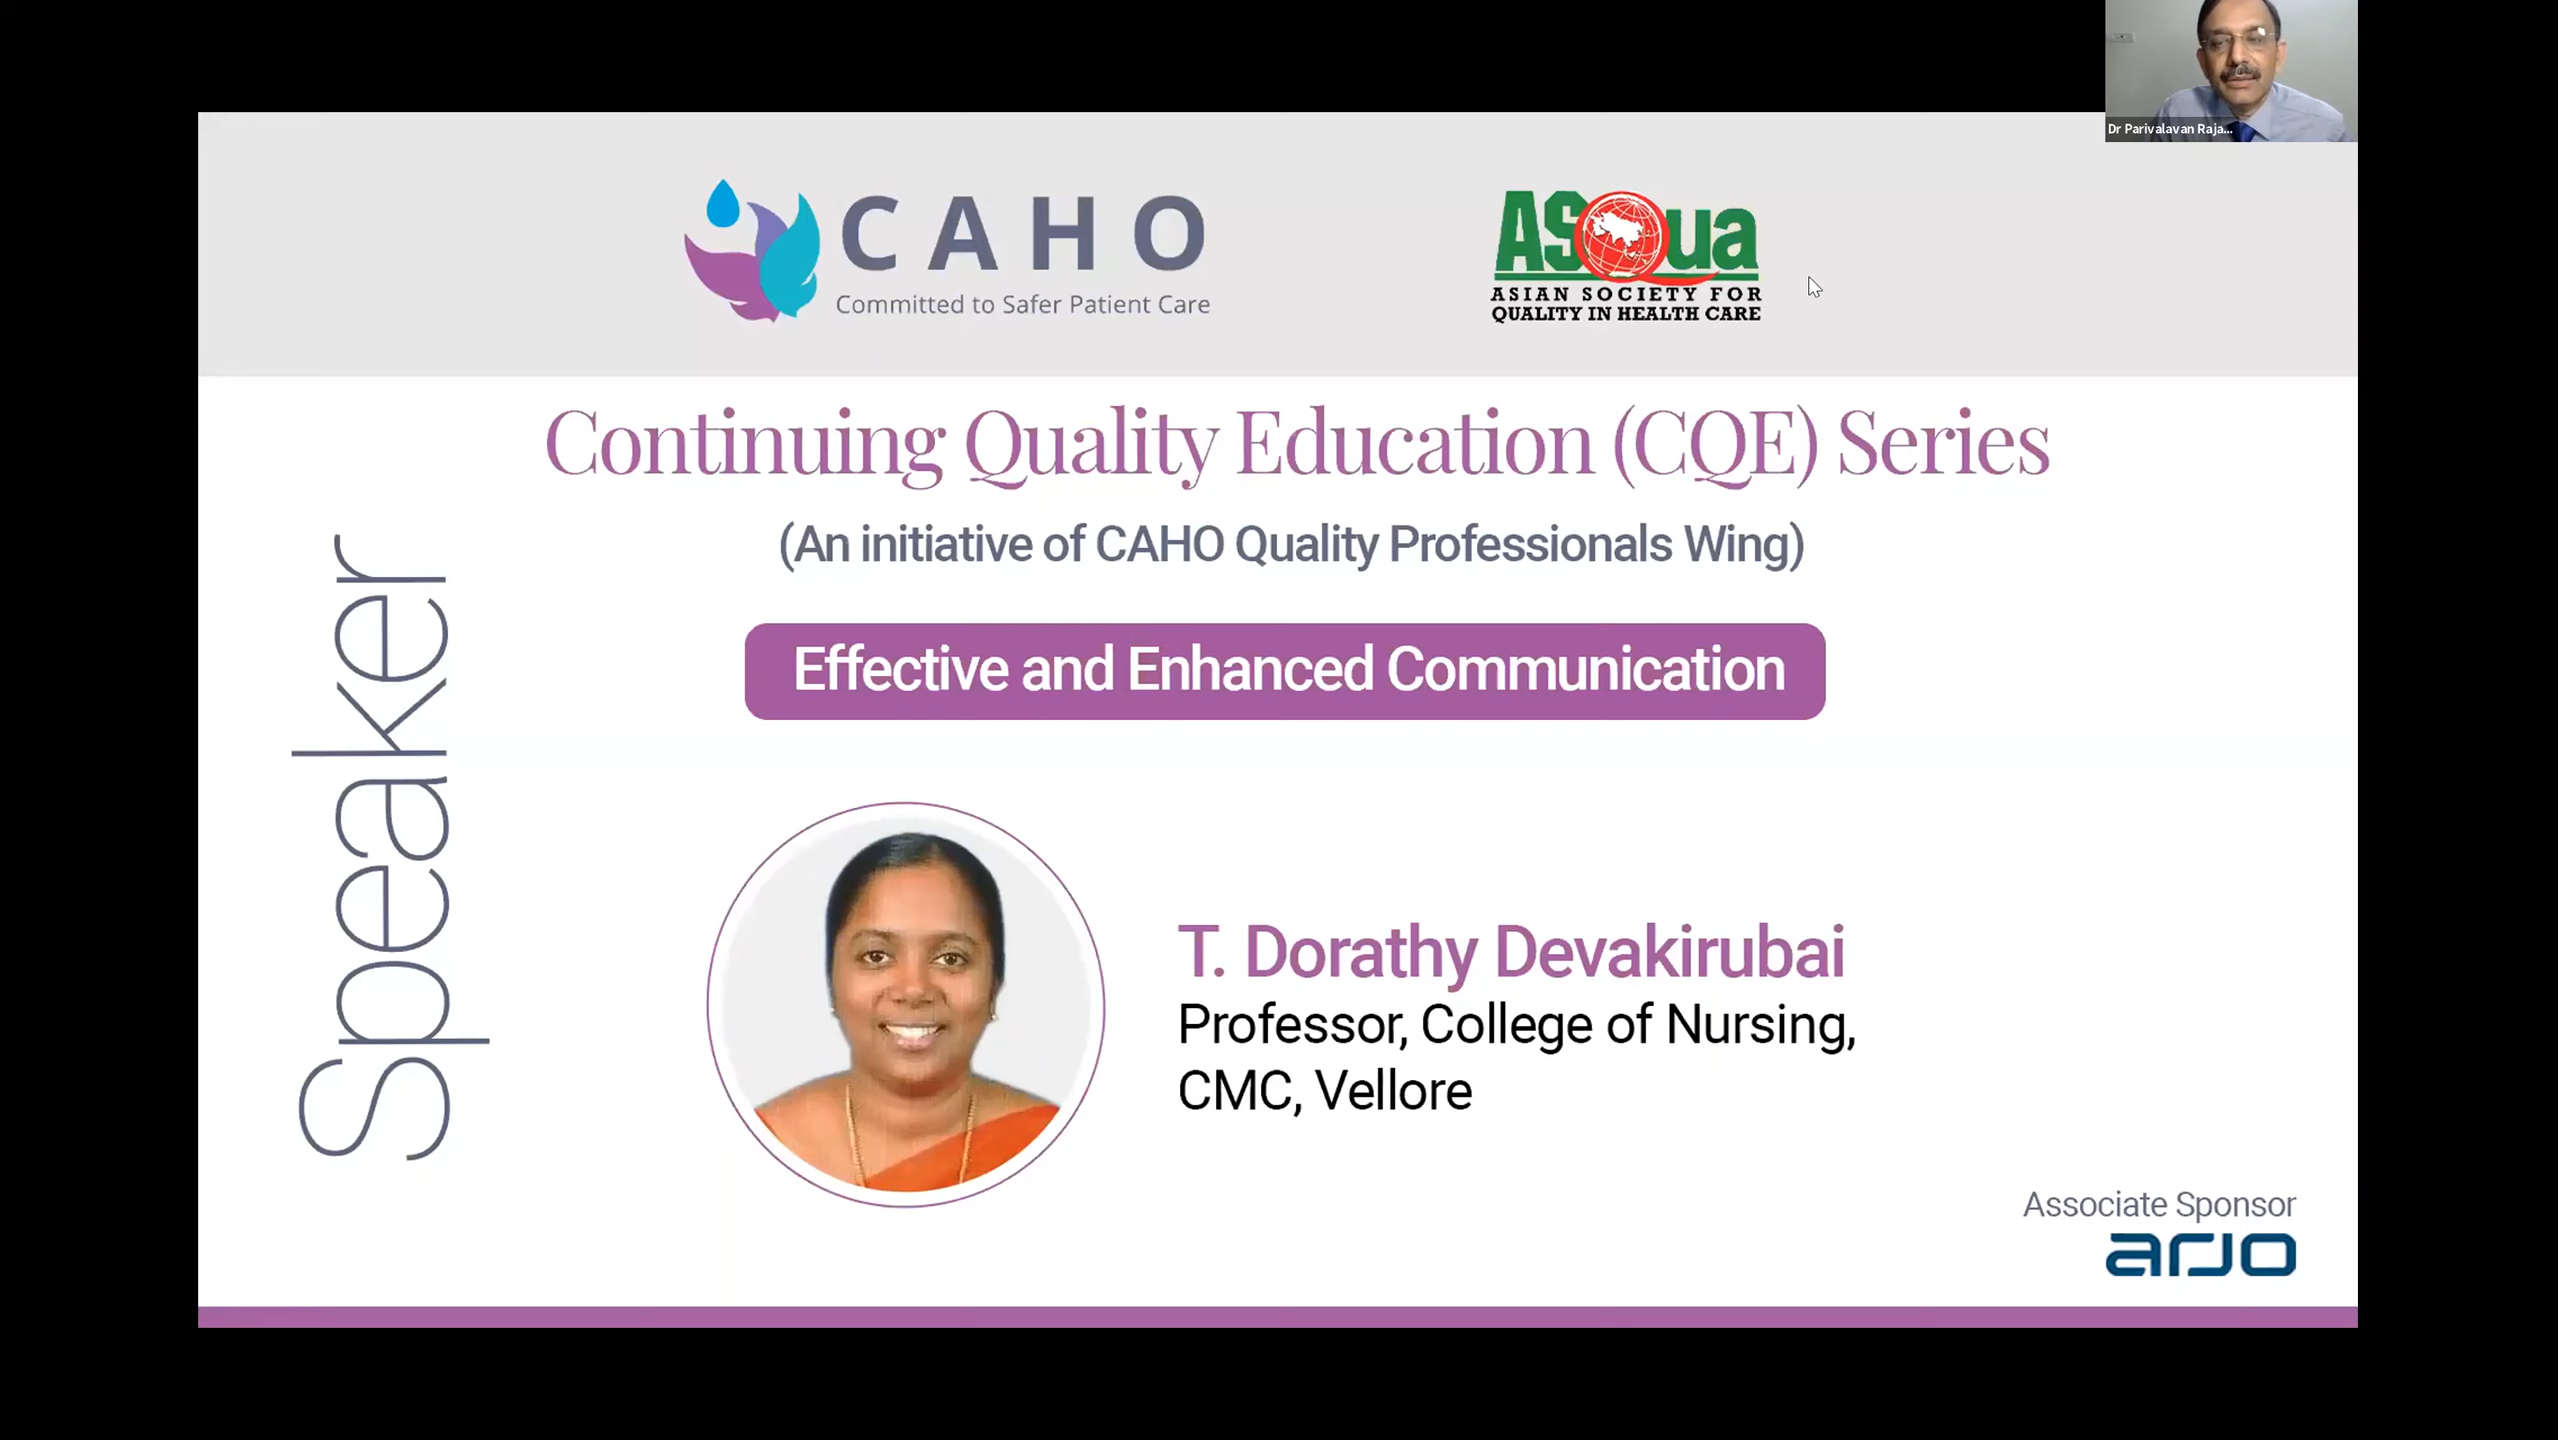 Dr Parivalavan Raja...
CAHO
Committed to Safer Patient Care
ASQua
ASIAN SOCIETY FOR
QUALITY IN HEALTH CARE
Continuing Quality Education (CQE) Series
(An initiative of CAHO Quality Professionals Wing)
Effective and Enhanced Communication
Speaker
T. Dorathy Devakirubai
Professor, College of Nursing,
CMC, Vellore
Associate Sponsor
arjo